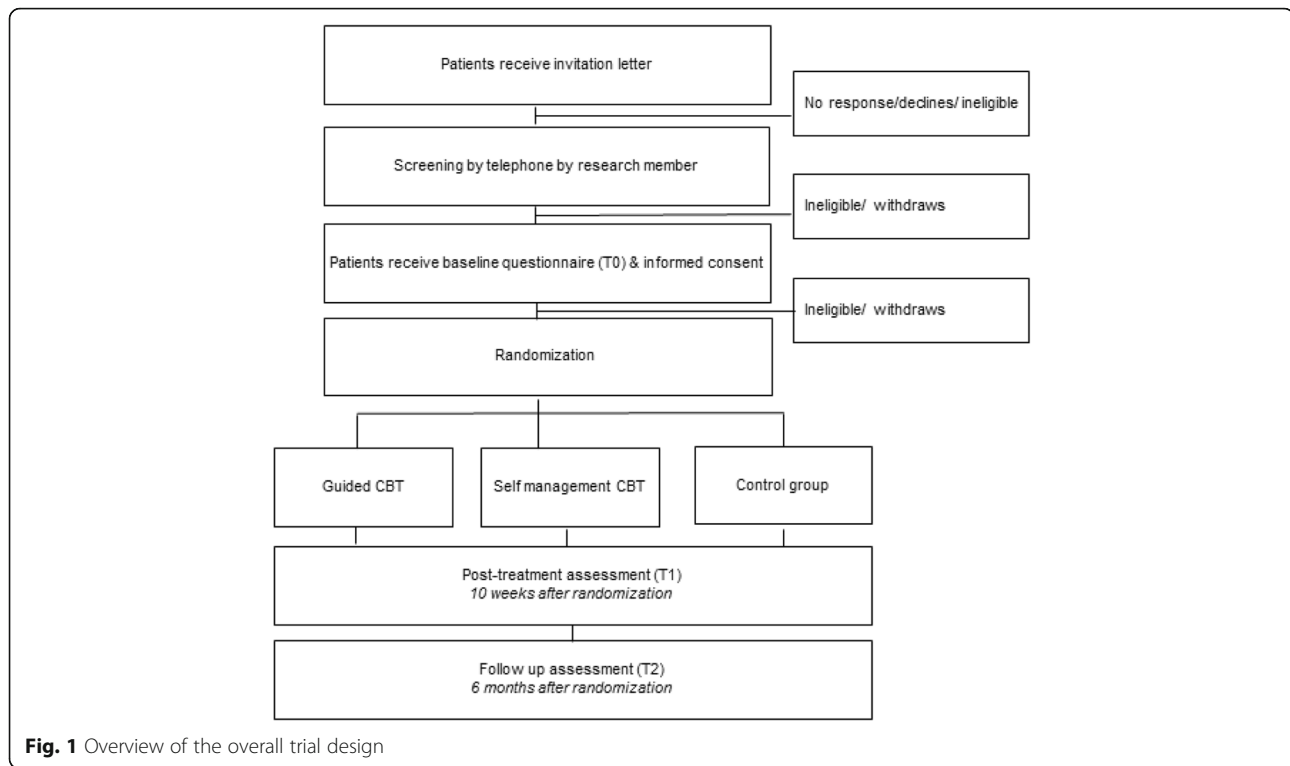 Patients receive invitation letter
No response/declines/ ineligible
Screening by telephone by research member
Ineligible/ withdraws
Patients receive baseline questionnaire (T0) & informed consent
Ineligible/ withdraws
Randomization
Guided CBT
Self management CBT
Control group
Post-treatment assessment (T1)
10 weeks after randomization
Follow up assessment (T2)
6 months after randomization
Fig. 1 Overview of the overall trial design